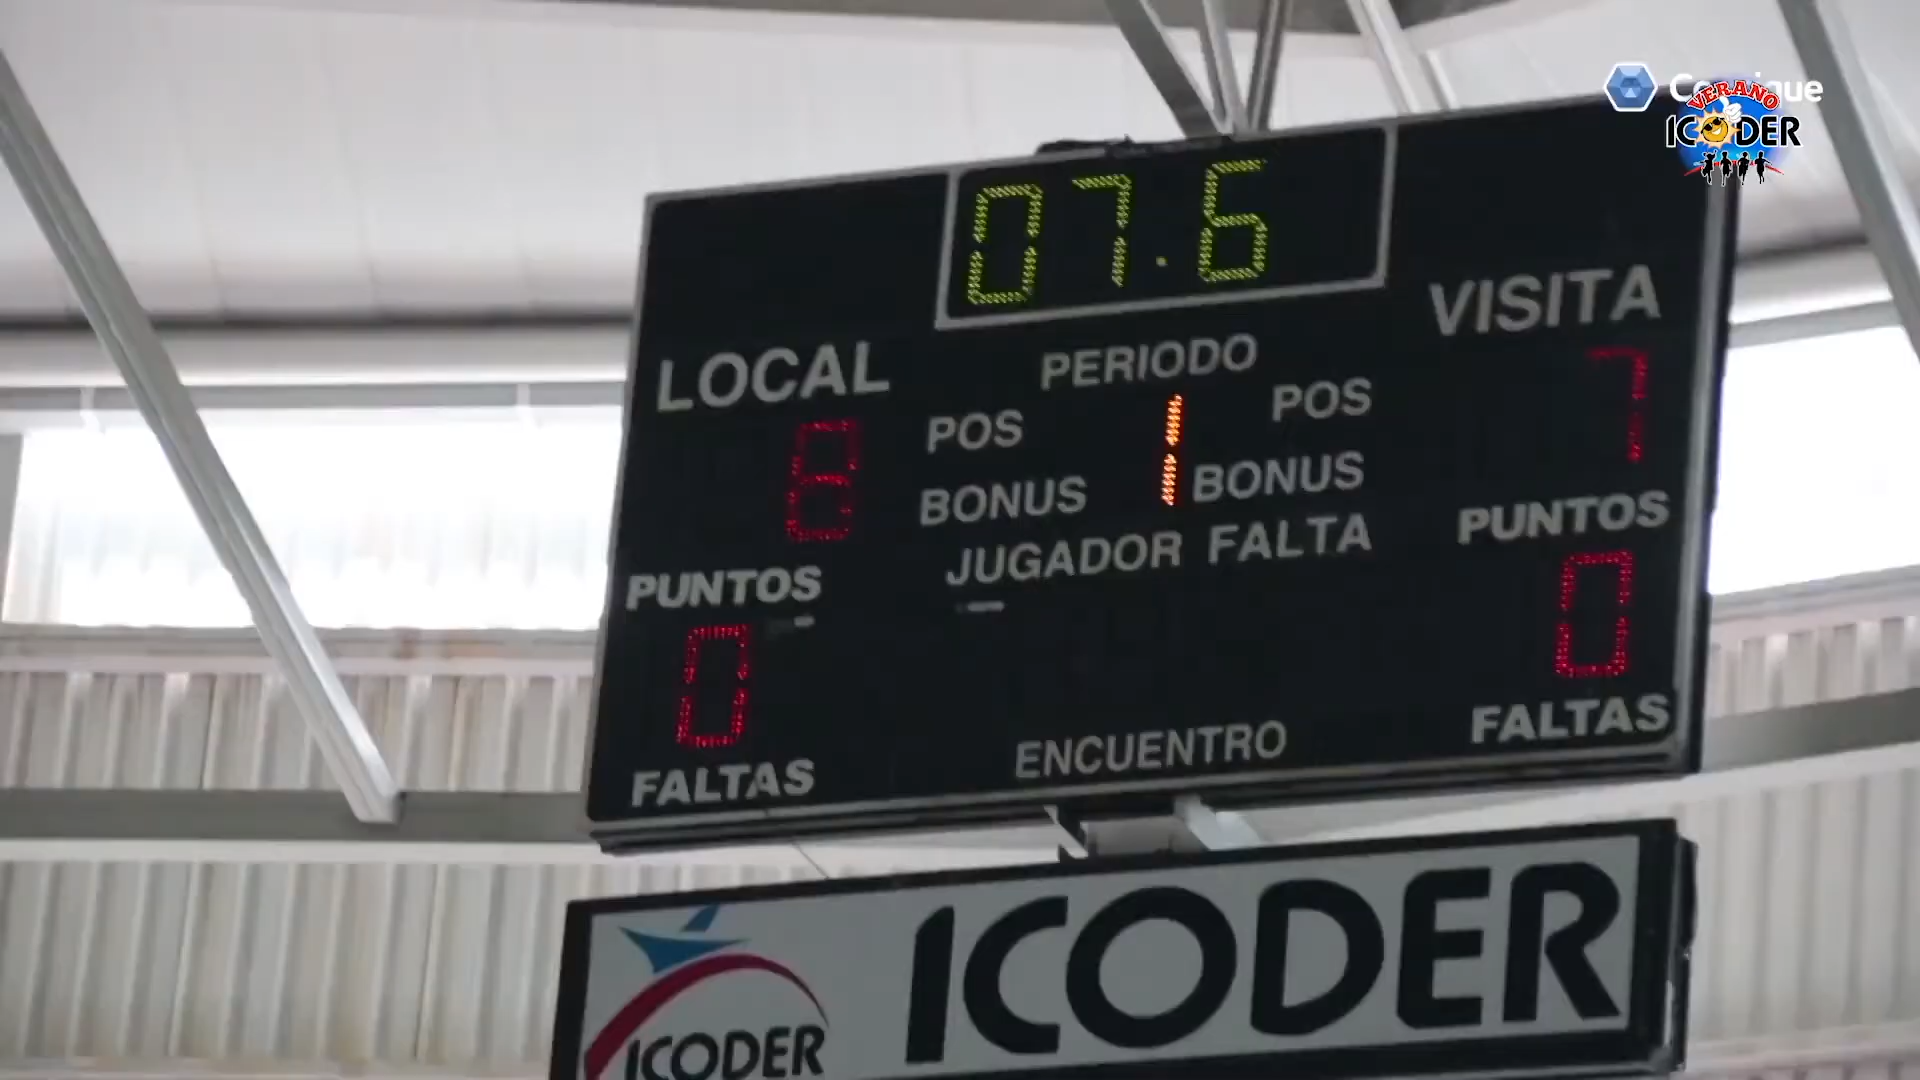 VERANO
ICODER
07.6
LOCAL
PERIODO
VISITA
8
POS
1
POS
7
BONUS
BONUS
PUNTOS
JUGADOR FALTA
PUNTOS
0
0
FALTAS
ENCUENTRO
FALTAS
ICODER
ICODER